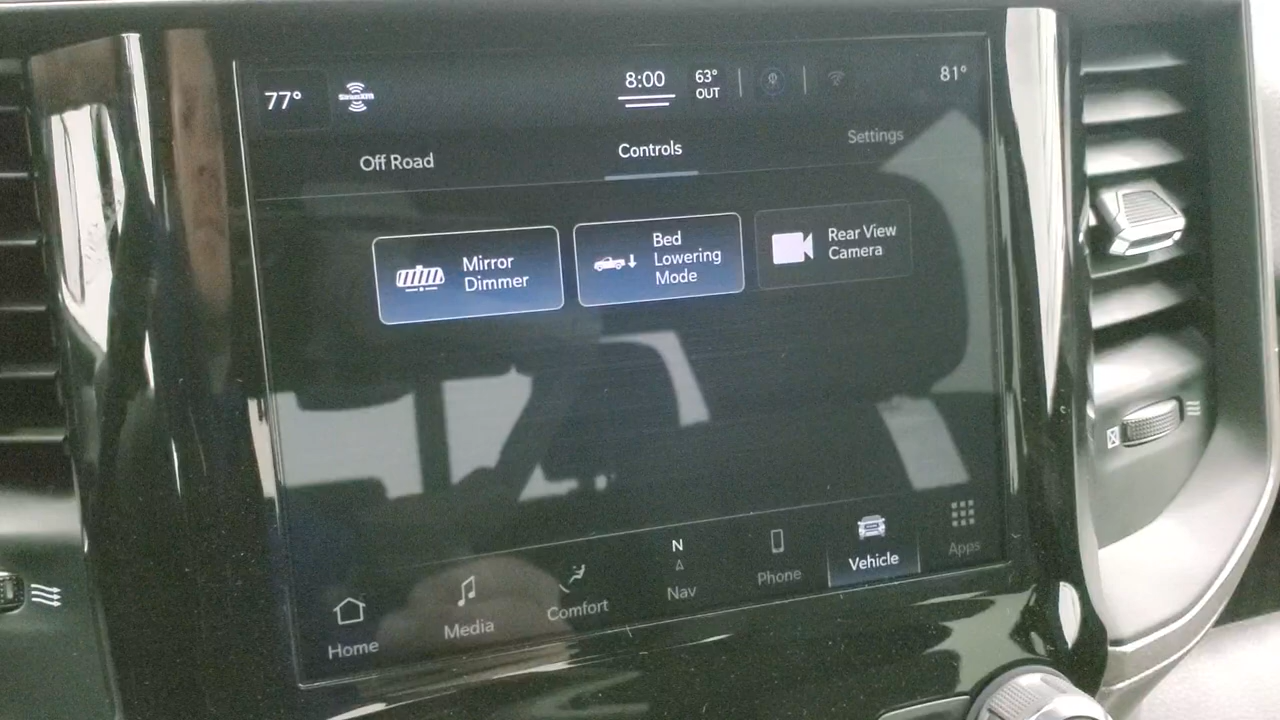 77°
SiriusXM
8:00
63°
OUT
81°
Off Road
Controls
Settings
Mirror
Dimmer
Bed
Lowering
Mode
Rear View
Camera
Home
Media
Comfort
N
Nav
Phone
Vehicle
Apps